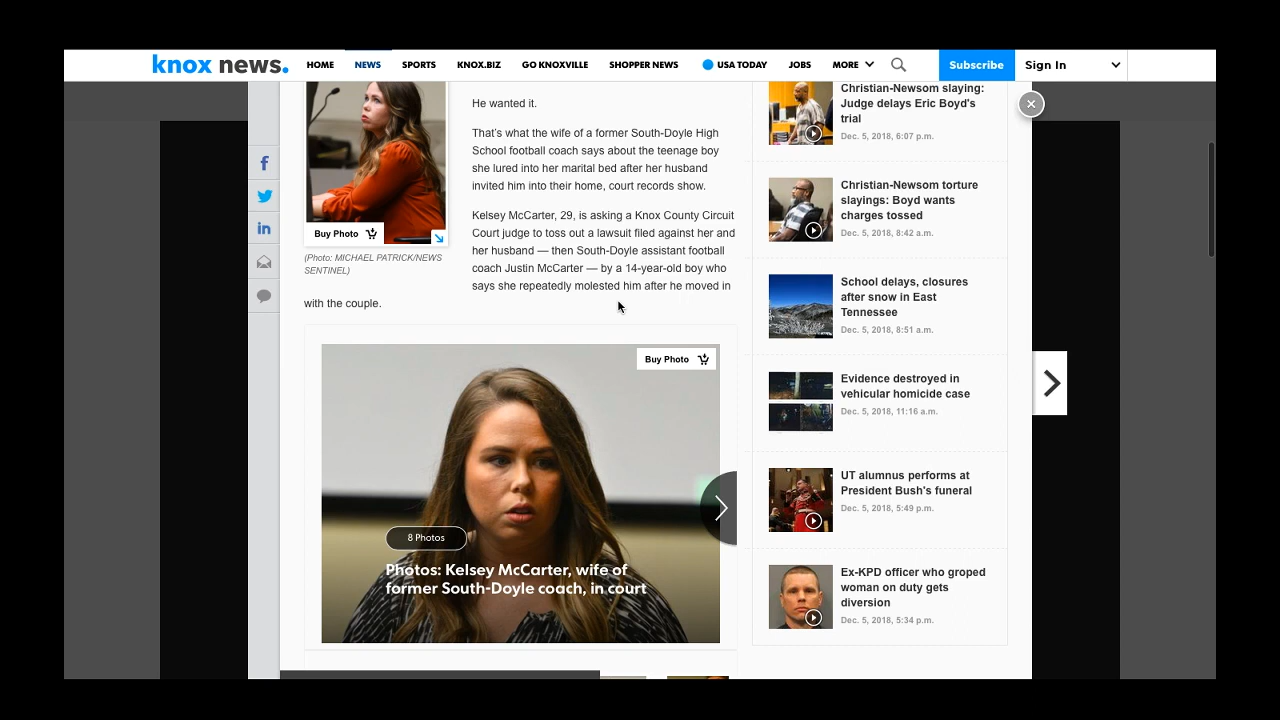 knox news.
HOME
NEWS
SPORTS
KNOX.BIZ
GO KNOXVILLE
SHOPPER NEWS
USA TODAY
JOBS
MORE
Subscribe
Sign In
Buy Photo
(Photo: MICHAEL PATRICK/NEWS
SENTINEL)
He wanted it.
That's what the wife of a former South-Doyle High
School football coach says about the teenage boy
she lured into her marital bed after her husband
invited him into their home, court records show.
Kelsey McCarter, 29, is asking a Knox County Circuit
Court judge to toss out a lawsuit filed against her and
her husband — then South-Doyle assistant football
coach Justin McCarter — by a 14-year-old boy who
says she repeatedly molested him after he moved in
with the couple.
Buy Photo
8 Photos
Photos: Kelsey McCarter, wife of
former South-Doyle coach, in court
Christian-Newsom slaying:
Judge delays Eric Boyd's
trial
Dec. 5, 2018, 6:07 p.m.
Christian-Newsom torture
slayings: Boyd wants
charges tossed
Dec. 5, 2018, 8:42 a.m.
School delays, closures
after snow in East
Tennessee
Dec. 5, 2018, 8:51 a.m.
Evidence destroyed in
vehicular homicide case
Dec. 5, 2018, 11:16 a.m.
UT alumnus performs at
President Bush's funeral
Dec. 5, 2018, 5:49 p.m.
Ex-KPD officer who groped
woman on duty gets
diversion
Dec. 5, 2018, 5:34 p.m.